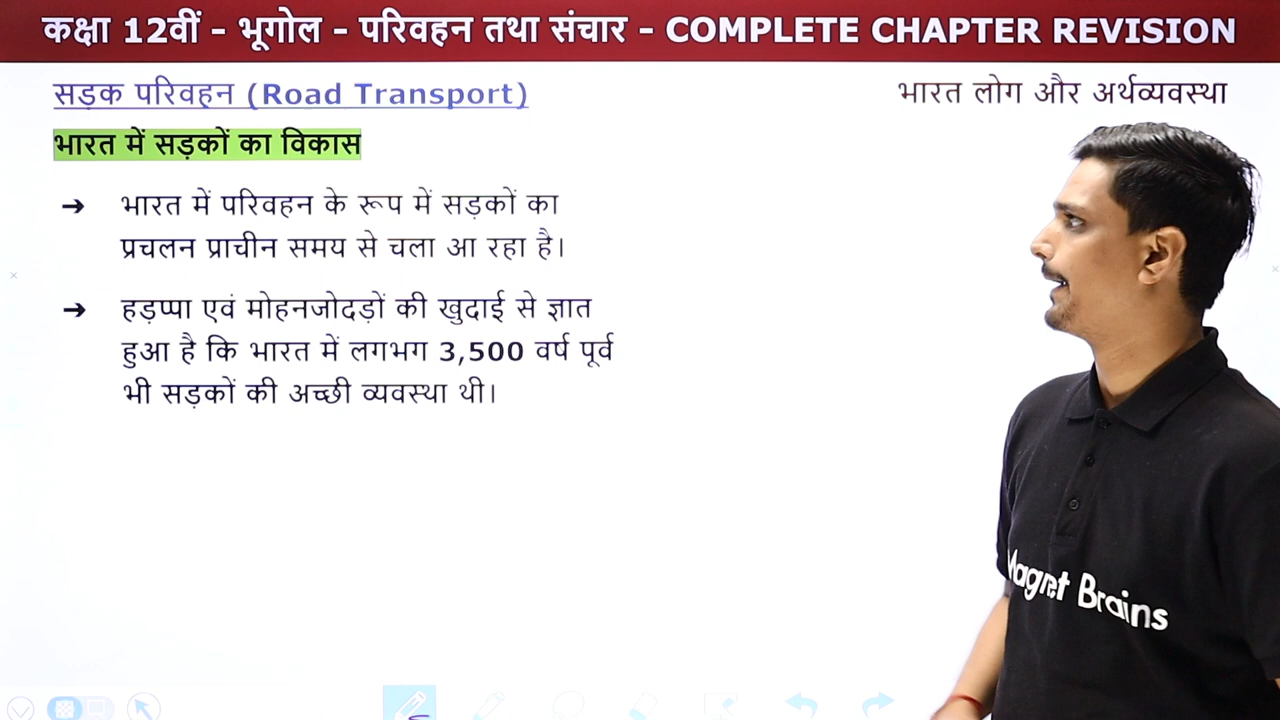 कक्षा 12वीं - भूगोल - परिवहन तथा संचार - COMPLETE CHAPTER REVISION
सड़क परिवहन (Road Transport)
भारत लोग और अर्थव्यवस्था
भारत में सड़कों का विकास
➔ भारत में परिवहन के रूप में सड़कों का
प्रचलन प्राचीन समय से चला आ रहा है।
➔ हड़प्पा एवं मोहनजोदड़ों की खुदाई से ज्ञात
हुआ है कि भारत में लगभग 3,500 वर्ष पूर्व
भी सड़कों की अच्छी व्यवस्था थी।
Magnet Brains